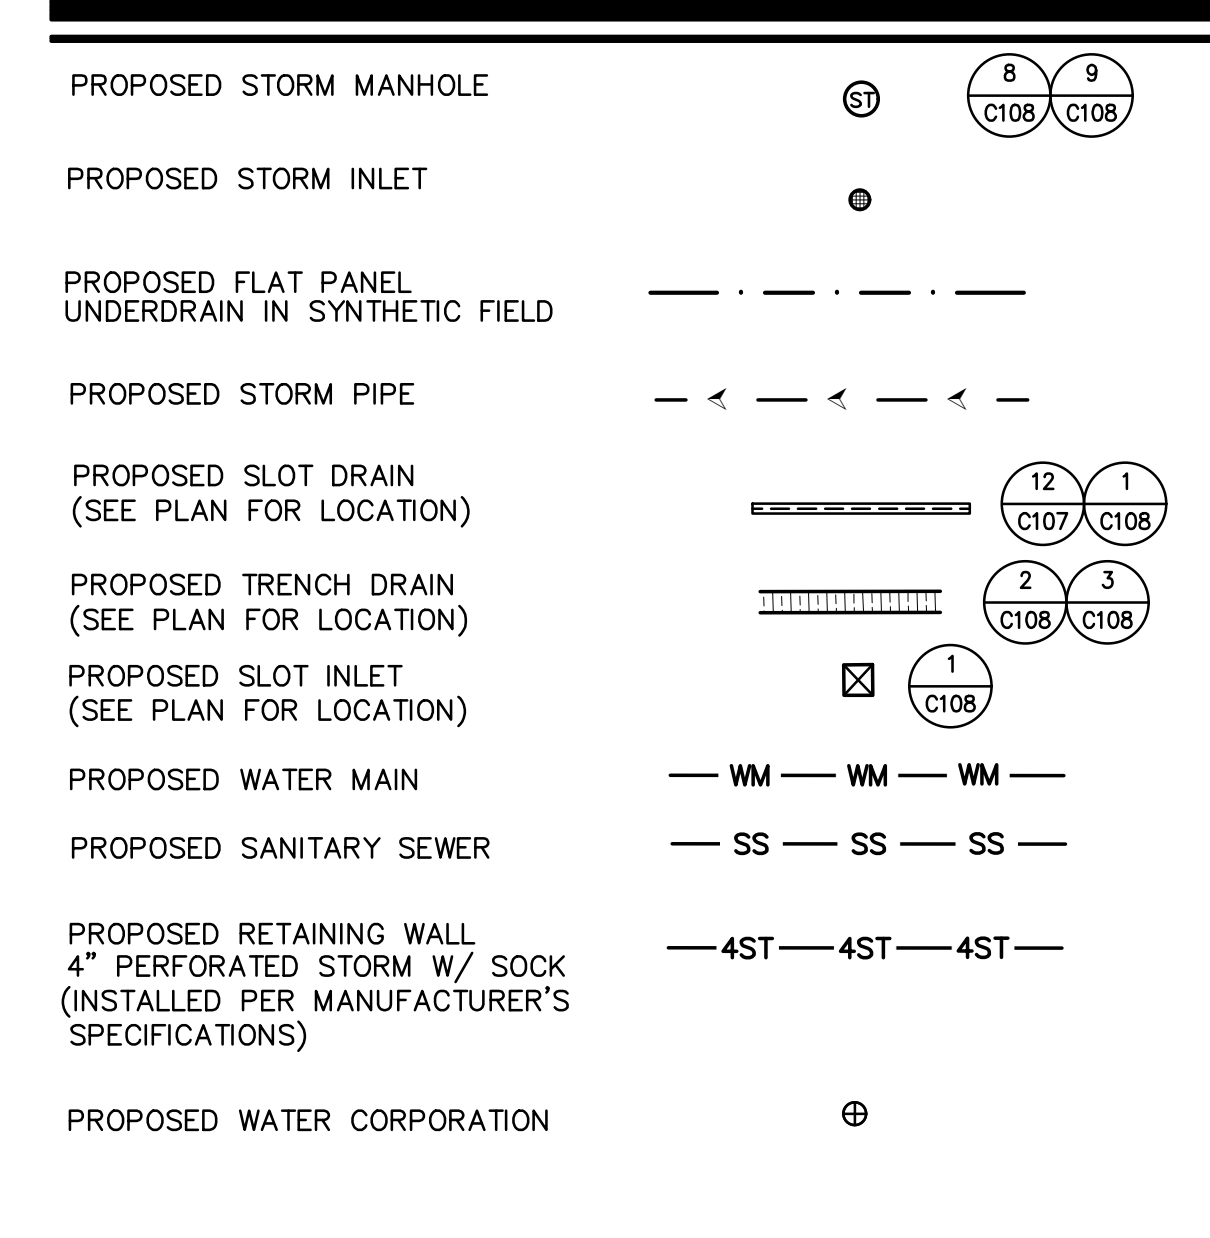 PROPOSED STORM MANHOLE
ST
8 9
C108 C108
PROPOSED STORM INLET
PROPOSED FLAT PANEL
UNDERDRAIN IN SYNTHETIC FIELD
PROPOSED STORM PIPE
PROPOSED SLOT DRAIN
(SEE PLAN FOR LOCATION)
12 1
C107 C108
PROPOSED TRENCH DRAIN
(SEE PLAN FOR LOCATION)
2 3
C108 C108
PROPOSED SLOT INLET
(SEE PLAN FOR LOCATION)
1
C108
PROPOSED WATER MAIN
WM WM WM
PROPOSED SANITARY SEWER
SS SS SS
PROPOSED RETAINING WALL
4" PERFORATED STORM W/ SOCK
(INSTALLED PER MANUFACTURER'S
SPECIFICATIONS)
4ST 4ST 4ST
PROPOSED WATER CORPORATION